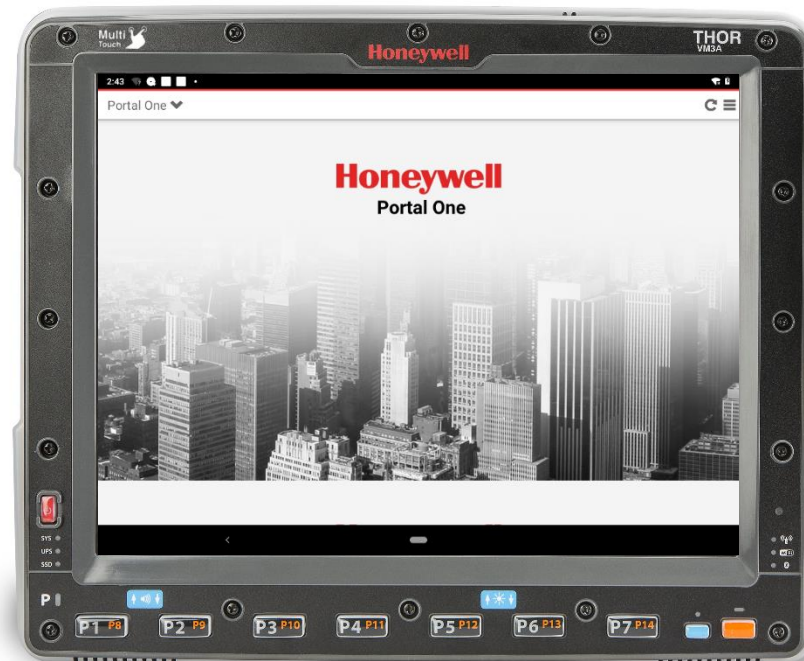 Multi
Touch
Honeywell
THOR
VM3A
2:43
Portal One
Honeywell
Portal One
SYS
UPS
SSD
P
P1 P8
P2 P9
P3 P10
P4 P11
P5 P12
P6 P13
P7 P14